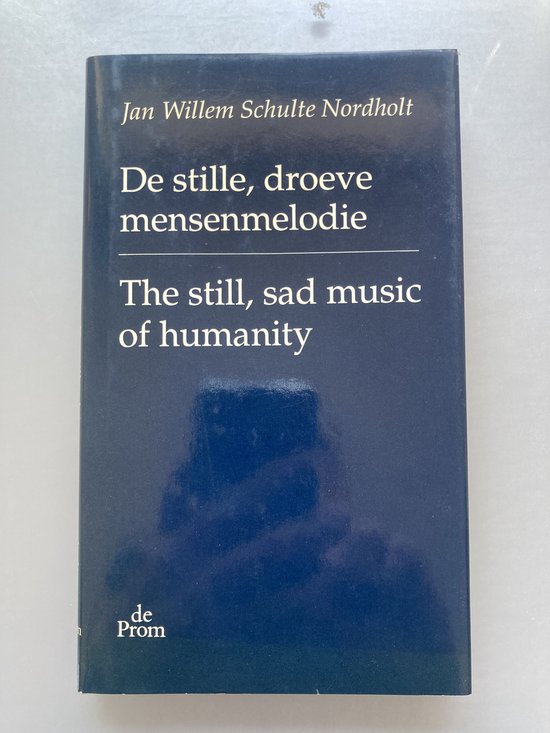 Jan Willem Schulte Nordholt
De stille, droeve
mensenmelodie
The still, sad music
of humanity
de
Prom